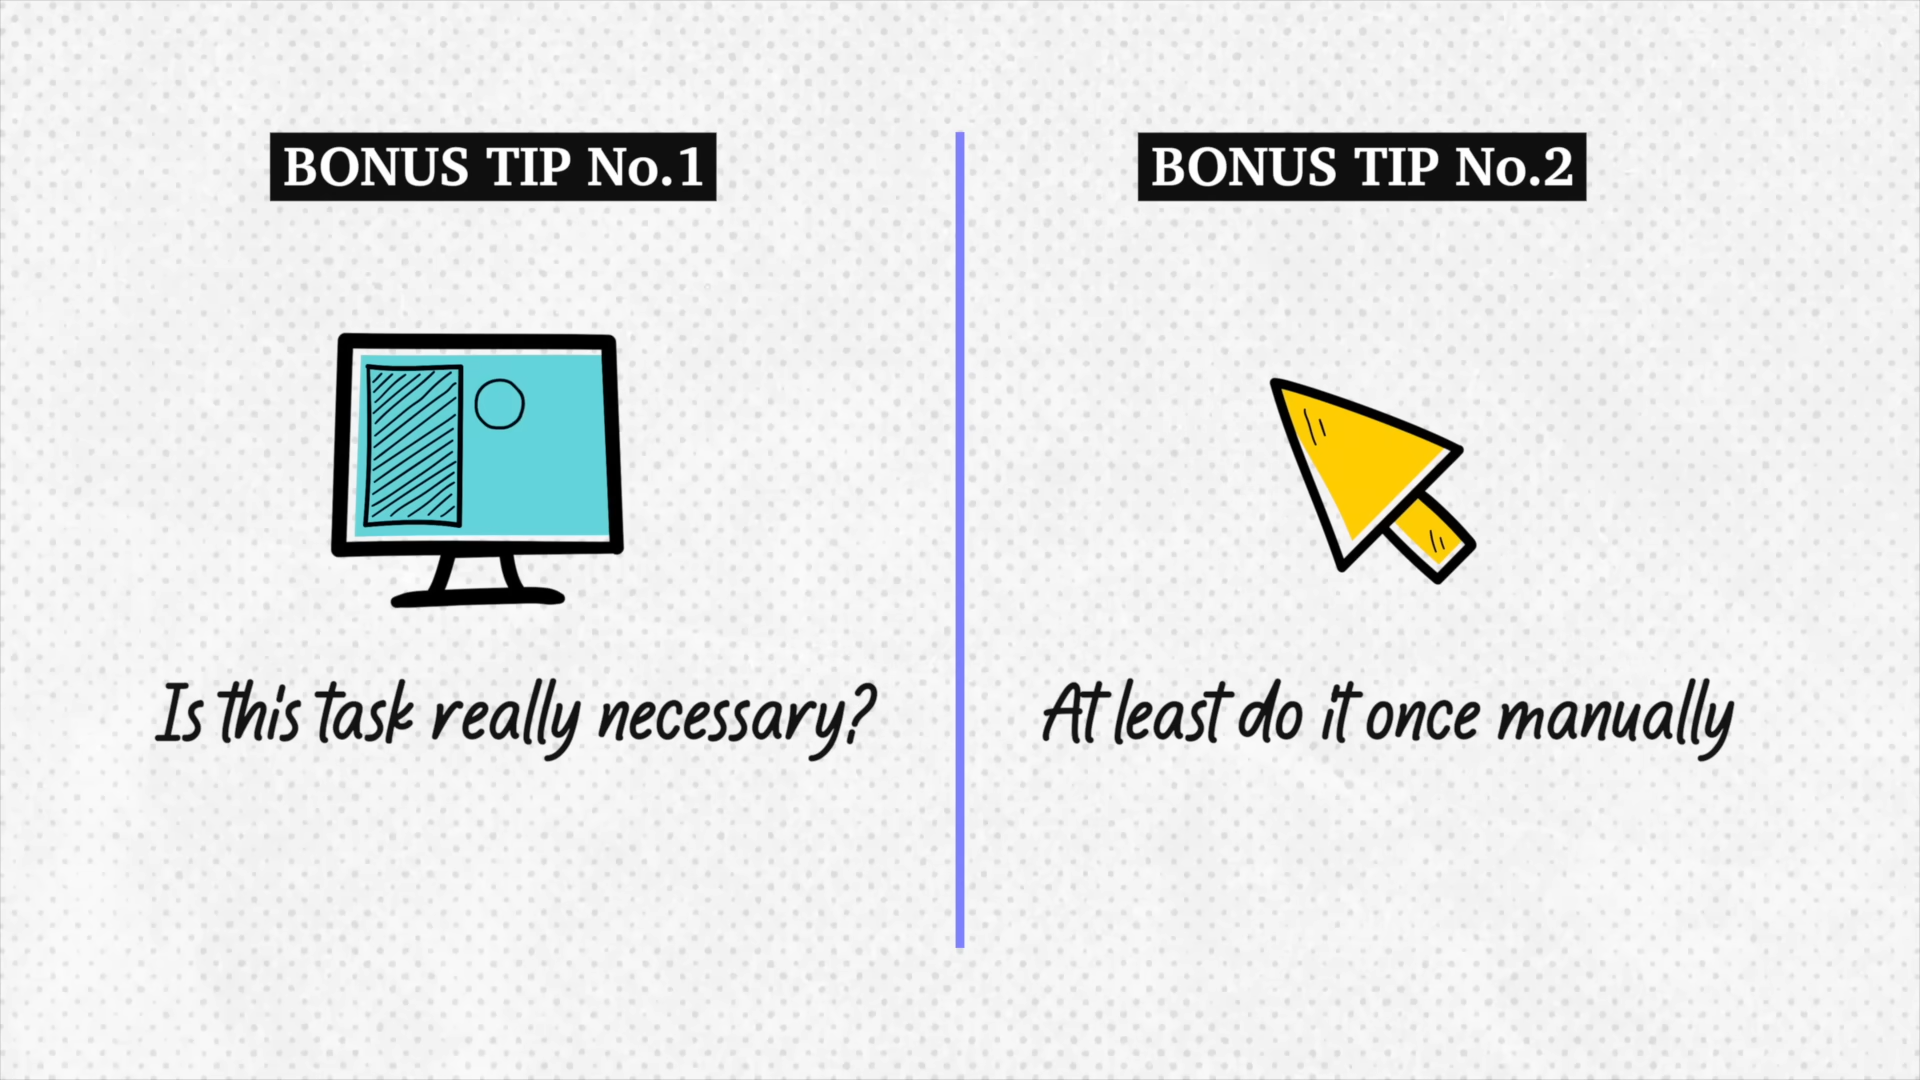 BONUS TIP No.1
Is this task really necessary?
BONUS TIP No.2
At least do it once manually